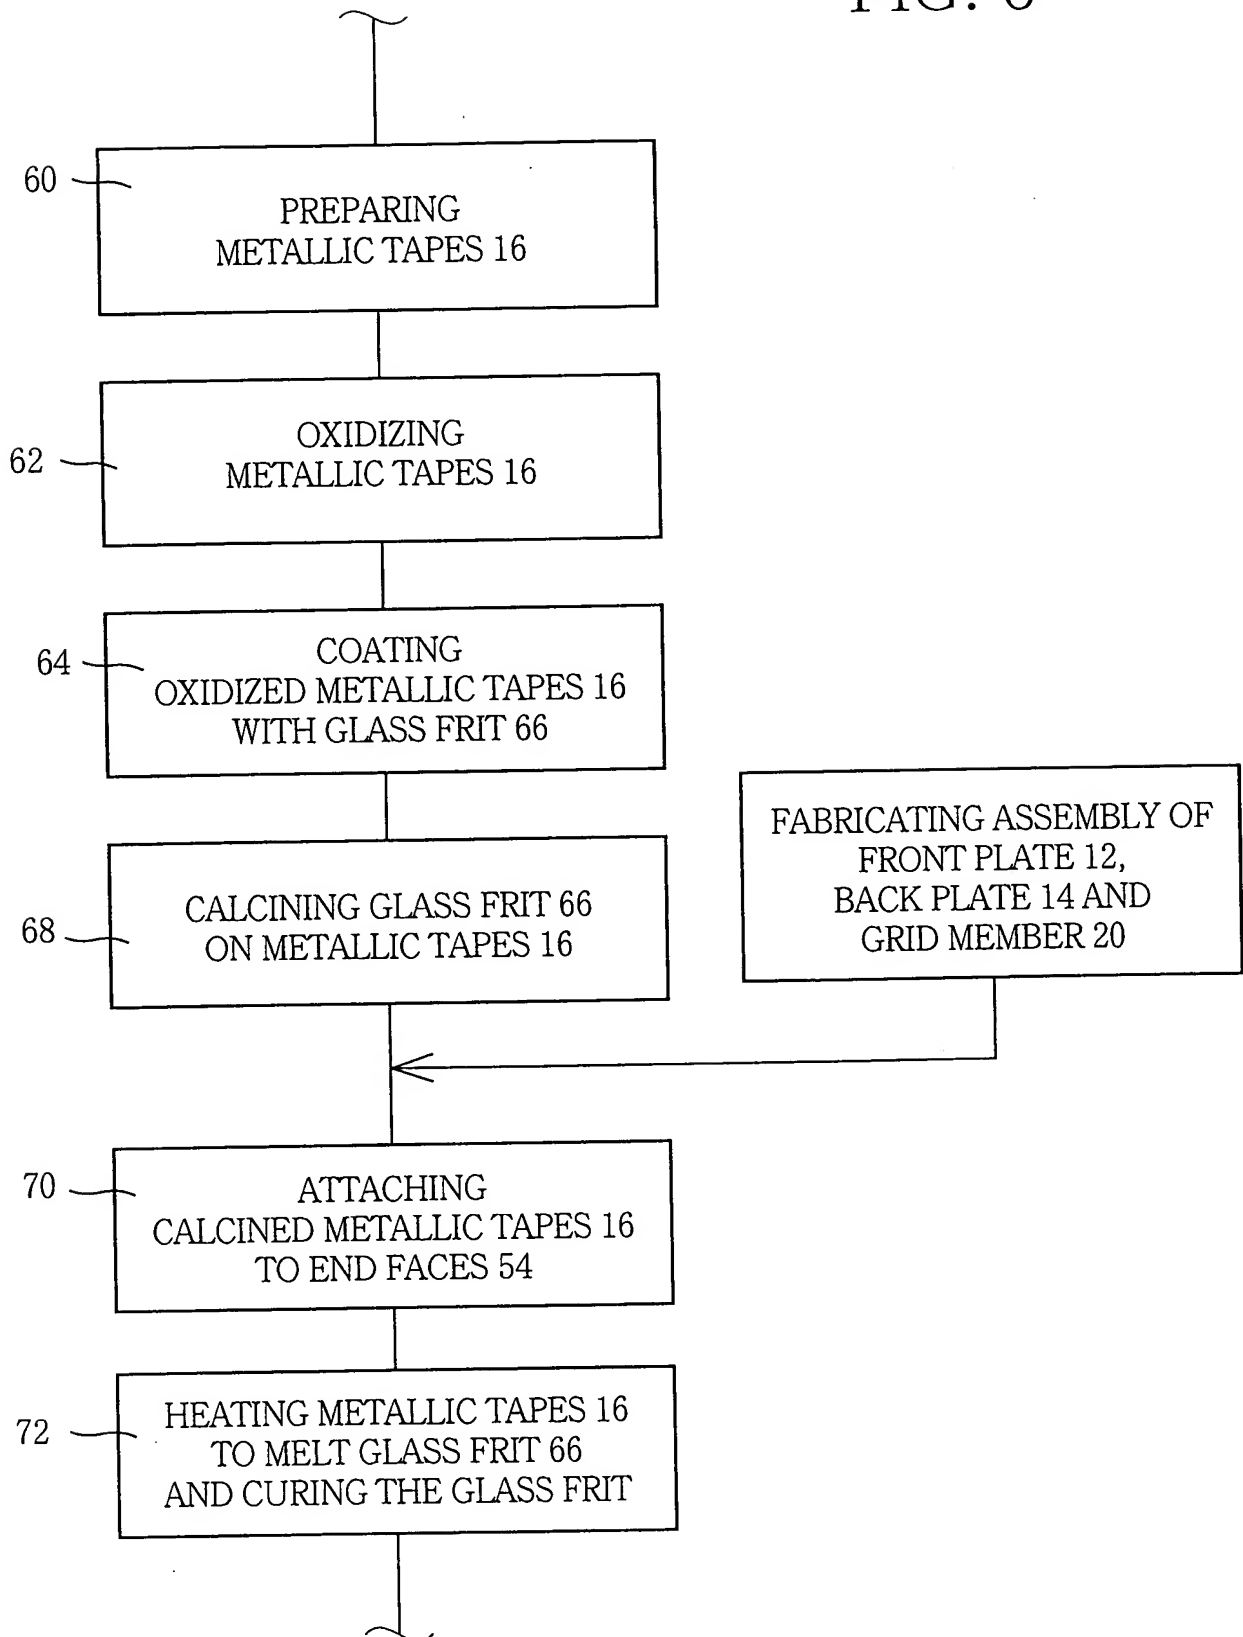 FIG. 6
60
PREPARING
METALLIC TAPES 16
62
OXIDIZING
METALLIC TAPES 16
64
COATING
OXIDIZED METALLIC TAPES 16
WITH GLASS FRIT 66
68
CALCINING GLASS FRIT 66
ON METALLIC TAPES 16
FABRICATING ASSEMBLY OF
FRONT PLATE 12,
BACK PLATE 14 AND
GRID MEMBER 20
70
ATTACHING
CALCINED METALLIC TAPES 16
TO END FACES 54
72
HEATING METALLIC TAPES 16
TO MELT GLASS FRIT 66
AND CURING THE GLASS FRIT